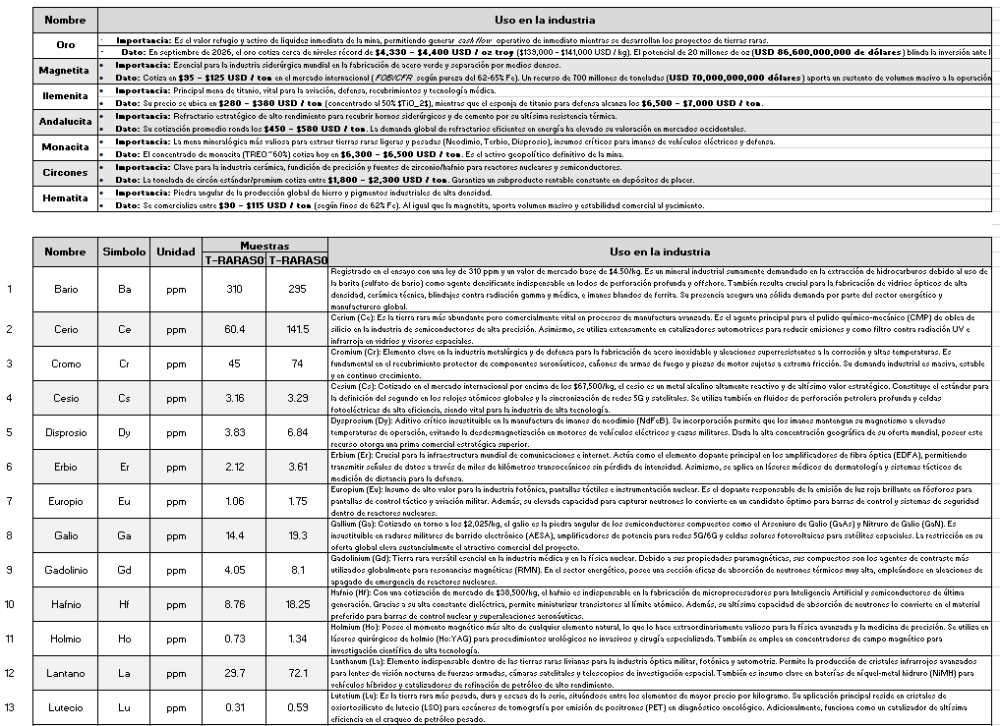 Nombre Uso en la industria
Oro
· Importancia: Es el valor refugio y activo de liquidez inmediata de la mina, permitiendo generar cash flow operativo de inmediato mientras se desarrollan los proyectos de tierras raras.
· Dato: En septiembre de 2026, el oro cotiza cerca de niveles récord de $4,330 – $4,400 USD / oz troy ($139,000 - $141,000 USD / kg). El potencial de 20 millones de oz (USD 86,600,000,000 de dólares) blinda la inversión ante l
Magnetita
• Importancia: Esencial para la industria siderúrgica mundial en la fabricación de acero verde y separación por medios densos.
• Dato: Cotiza en $95 – $125 USD / ton en el mercado internacional (FOB/CFR según pureza del 62-65% Fe). Un recurso de 700 millones de toneladas (USD 70,000,000,000 dólares) aporta un sustento de volumen masivo a la operación
Ilemenita
• Importancia: Principal mena de titanio, vital para la aviación, defensa, recubrimientos y tecnología médica.
• Dato: Su precio se ubica en $280 – $380 USD / ton (concentrado al 50% $TiO_2$), mientras que el esponja de titanio para defensa alcanza los $6,500 – $7,000 USD / ton.
Andalucita
• Importancia: Refractario estratégico de alto rendimiento para recubrir hornos siderúrgicos y de cemento por su altísima resistencia térmica.
• Dato: Su cotización promedio ronda los $450 – $580 USD / ton. La demanda global de refractarios eficientes en energía ha elevado su valoración en mercados occidentales.
Monacita
• Importancia: La mena mineralógica más valiosa para extraer tierras raras ligeras y pesadas (Neodimio, Terbio, Disprosio), insumos críticos para imanes de vehículos eléctricos y defensa.
• Dato: El concentrado de monacita (TREO~60%) cotiza hoy en $6,300 – $6,500 USD / ton. Es el activo geopolítico definitivo de la mina.
Circones
• Importancia: Clave para la industria cerámica, fundición de precisión y fuentes de zirconio/hafnio para reactores nucleares y semiconductores.
• Dato: La tonelada de circón estándar/premium cotiza entre $1,800 – $2,300 USD / ton. Garantiza un subproducto rentable constante en depósitos de placer.
Hematita
• Importancia: Piedra angular de la producción global de hierro y pigmentos industriales de alta densidad.
• Dato: Se comercializa entre $90 – $115 USD / ton (según finos de 62% Fe). Al igual que la magnetita, aporta volumen masivo y estabilidad comercial al yacimiento.
Nombre Simbolo Unidad Muestras Uso en la industria
T-RARAS0 T-RARAS0
1 Bario Ba ppm 310 295
Registrado en el ensayo con una ley de 310 ppm y un valor de mercado base de $4.50/kg. Es un mineral industrial sumamente demandado en la extracción de hidrocarburos debido al uso de
la barita (sulfato de bario) como agente densificante indispensable en lodos de perforación profunda y offshore. También resulta crucial para la fabricación de vidrios ópticos de alta
densidad, cerámica técnica, blindajes contra radiación gamma y médica, e imanes blandos de ferrita. Su presencia asegura una sólida demanda por parte del sector energético y
manufacturero global.
2 Cerio Ce ppm 60.4 141.5
Cerium (Ce): Es la tierra rara más abundante pero comercialmente vital en procesos de manufactura avanzada. Es el agente principal para el pulido químico-mecánico (CMP) de oblea de
silicio en la industria de semiconductores de alta precisión. Asimismo, se utiliza extensamente en catalizadores automotrices para reducir emisiones y como filtro contra radiación UV e
infrarroja en vidrios y visores espaciales.
3 Cromo Cr ppm 45 74
Cromium (Cr): Elemento clave en la industria metalúrgica y de defensa para la fabricación de acero inoxidable y aleaciones superresistentes a la corrosión y altas temperaturas. Es
fundamental en el recubrimiento protector de componentes aeronáuticos, cañones de armas de fuego y piezas de motor sujetas a extrema fricción. Su demanda industrial es masiva, estable
y en continuo crecimiento.
4 Cesio Cs ppm 3.16 3.29
Cesium (Cs): Cotizado en el mercado internacional por encima de los $67,500/kg, el cesio es un metal alcalino altamente reactivo y de altísimo valor estratégico. Constituye el estándar para
la definición del segundo en los relojes atómicos globales y la sincronización de redes 5G y satelitales. Se utiliza también en fluidos de perforación petrolera profunda y celdas
fotoeléctricas de alta eficiencia, siendo vital para la industria de alta tecnología.
5 Disprosio Dy ppm 3.83 6.84
Dysprosium (Dy): Aditivo crítico insustituible en la manufactura de imanes de neodimio (NdFeB). Su incorporación permite que los imanes mantengan su magnetismo a elevadas
temperaturas de operación, evitando la desdesmagnetización en motores de vehículos eléctricos y cazas militares. Dada la alta concentración geográfica de su oferta mundial, poseer este
recurso otorga una prima comercial estratégica superior.
6 Erbio Er ppm 2.12 3.61
Erbium (Er): Crucial para la infraestructura mundial de comunicaciones e internet. Actúa como el elemento dopante principal en los amplificadores de fibra óptica (EDFA), permitiendo
transmitir señales de datos a través de miles de kilómetros transoceánicos sin pérdida de intensidad. Asimismo, se aplica en láseres médicos de dermatología y sistemas tácticos de
medición de distancia para la defensa.
7 Europio Eu ppm 1.06 1.75
Europium (Eu): Insumo de alto valor para la industria fotónica, pantallas táctiles e instrumentación nuclear. Es el dopante responsable de la emisión de luz roja brillante en fósforos para
pantallas de control táctico y aviación militar. Además, su elevada capacidad para capturar neutrones lo convierte en un candidato óptimo para barras de control y sistemas de seguridad
dentro de reactores nucleares.
8 Galio Ga ppm 14.4 19.3
Gallium (Ga): Cotizado en torno a los $2,025/kg, el galio es la piedra angular de los semiconductores compuestos como el Arseniuro de Galio (GaAs) y Nitruro de Galio (GaN). Es
insustituible en radares militares de barrido electrónico (AESA), amplificadores de potencia para redes 5G/6G y celdas solares fotovoltaicas para satélites espaciales. La restricción en su
oferta global eleva sustancialmente el atractivo comercial del proyecto.
9 Gadolinio Gd ppm 4.05 8.1
Gadolinium (Gd): Tierra rara versátil esencial en la industria médica y en la física nuclear. Debido a sus propiedades paramagnéticas, sus compuestos son los agentes de contraste más
utilizados globalmente para resonancias magnéticas (RMN). En el sector energético, posee una sección eficaz de absorción de neutrones térmicos muy alta, empleándose en aleaciones de
apagado de emergencia de reactores nucleares.
10 Hafnio Hf ppm 8.76 18.25
Hafnio (Hf): Con una cotización de mercado de $38,500/kg, el hafnio es indispensable en la fabricación de microprocesadores para Inteligencia Artificial y semiconductores de última
generación. Gracias a su alta constante dieléctrica, permite miniaturizar transistores al límite atómico. Además, su altísima capacidad de absorción de neutrones lo convierte en el material
preferido para barras de control nuclear y superaleaciones aeronáuticas.
11 Holmio Ho ppm 0.73 1.34
Holmium (Ho): Posee el momento magnético más alto de cualquier elemento natural, lo que lo hace extraordinariamente valioso para la física avanzada y la medicina de precisión. Se utiliza en
láseres quirúrgicos de holmio (Ho:YAG) para procedimientos urológicos no invasivos y cirugía especializada. También se emplea en concentradores de campo magnético para
investigación científica de alta tecnología.
12 Lantano La ppm 29.7 72.1
Lanthanum (La): Elemento indispensable dentro de las tierras raras livianas para la industria óptica militar, fotónica y automotriz. Permite la producción de cristales infrarrojos avanzados
para lentes de visión nocturna de fuerzas armadas, cámaras satelitales y telescopios de investigación espacial. También es insumo clave en baterías de níquel-metal hidruro (NiMH) para
vehículos híbridos y catalizadores de refinación de petróleo de alto rendimiento.
13 Lutecio Lu ppm 0.31 0.59
Lutetium (Lu): Es la tierra rara más pesada, dura y escasa de la serie, situándose entre los elementos de mayor precio por kilogramo. Su aplicación principal reside en cristales de
oxiortosilicato de lutecio (LSO) para escáneres de tomografía por emisión de positrones (PET) en diagnóstico oncológico. Adicionalmente, funciona como un catalizador de altísima
eficiencia en el craqueo de petróleo pesado.